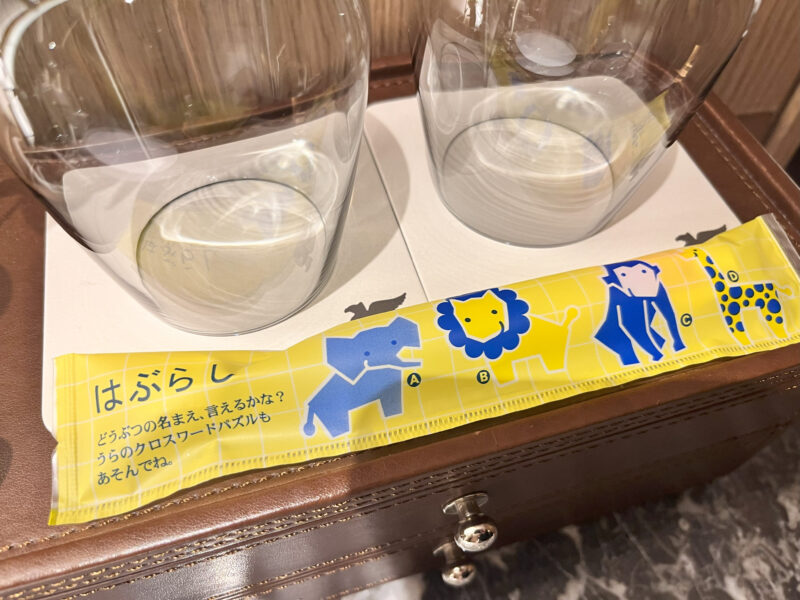 はぶらし
どうぶつの名まえ、言えるかな?
うらのクロスワードパズルも
あそんでね。
A
B
C
D